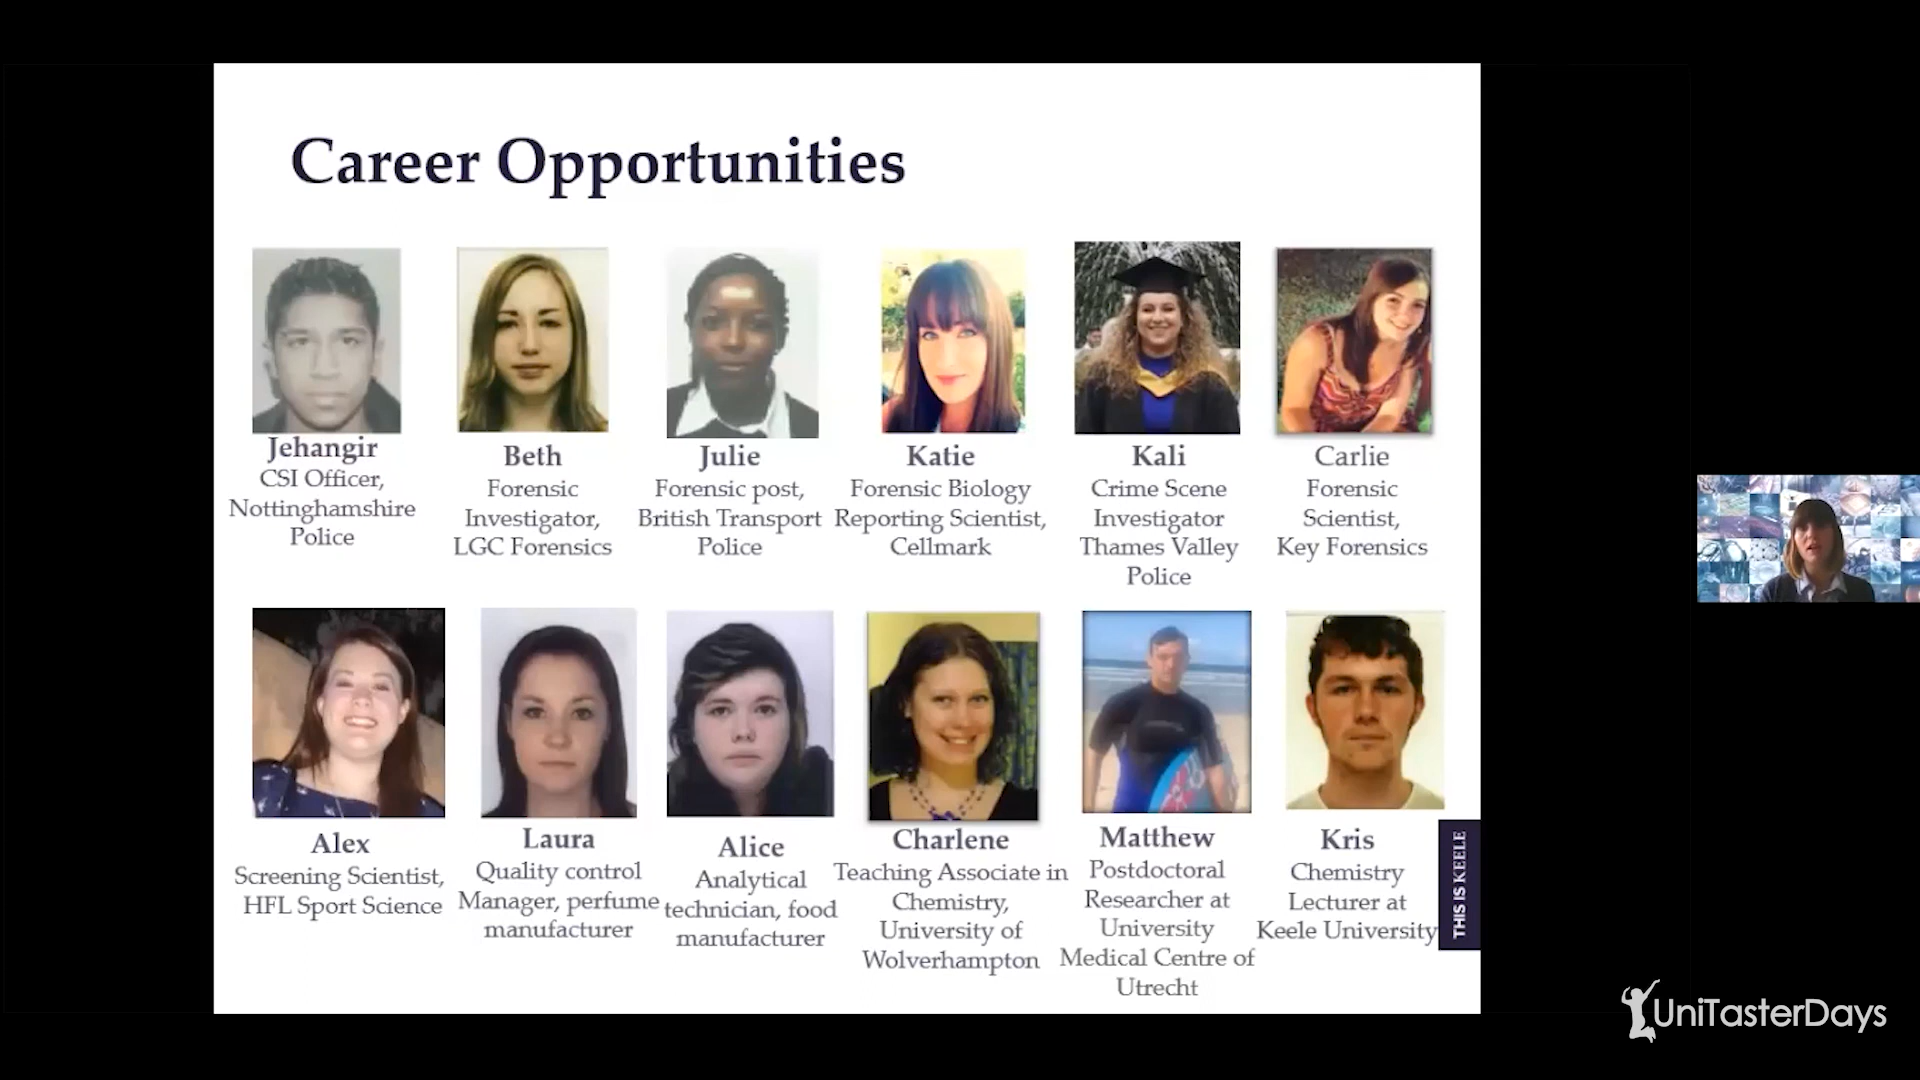 Career Opportunities
Jehangir
CSI Officer,
Nottinghamshire
Police
Beth
Forensic
Investigator,
LGC Forensics
Julie
Forensic post,
British Transport
Police
Katie
Forensic Biology
Reporting Scientist,
Cellmark
Kali
Crime Scene
Investigator
Thames Valley
Police
Carlie
Forensic
Scientist,
Key Forensics
Alex
Screening Scientist,
HFL Sport Science
Laura
Quality control
Manager, perfume
manufacturer
Alice
Analytical
technician, food
manufacturer
Charlene
Teaching Associate in
Chemistry,
University of
Wolverhampton
Matthew
Postdoctoral
Researcher at
University
Medical Centre of
Utrecht
Kris
Chemistry
Lecturer at
Keele University
THIS IS KEELE
UniTasterDays